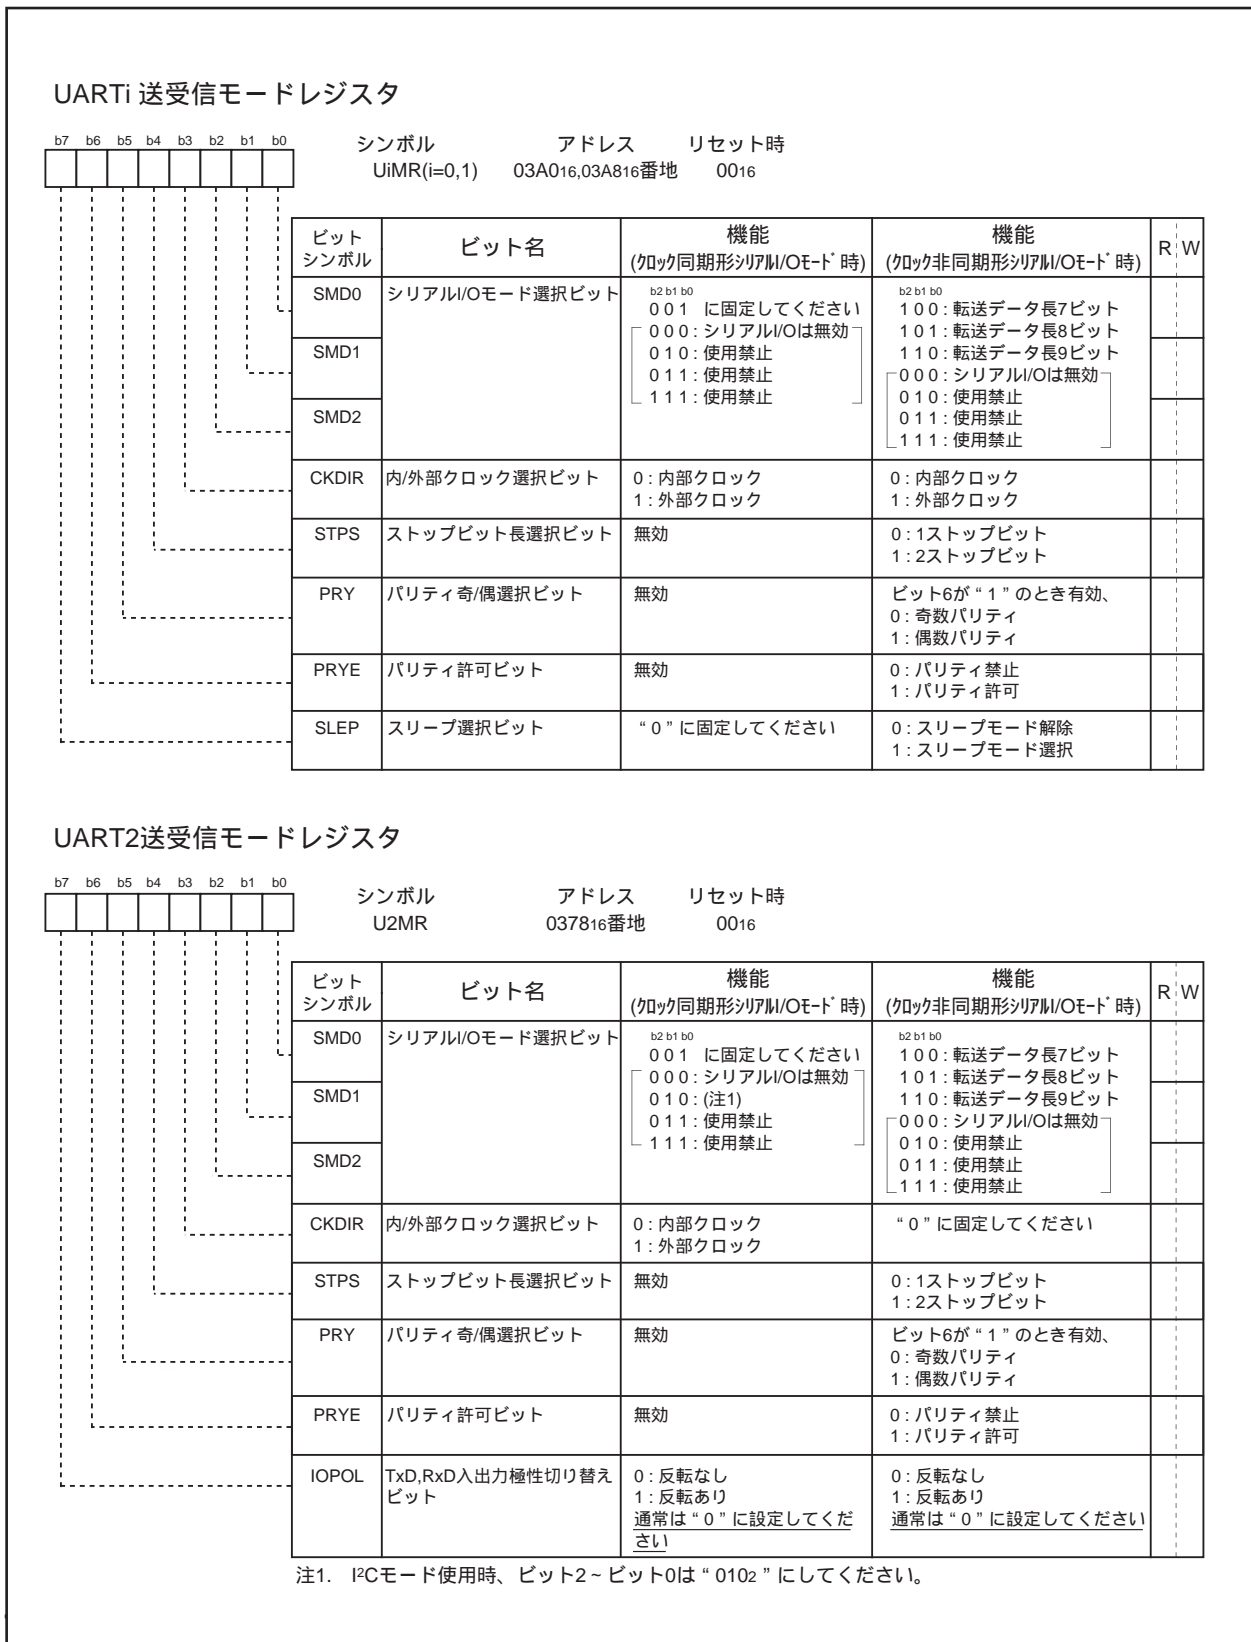 UARTi 送受信モードレジスタ
b7 b6 b5 b4 b3 b2 b1 b0
シンボル アドレス リセット時
UiMR(i=0,1) 03A016,03A816番地 0016
ビット
シンボル
ビット名
機能
(ｸﾛｯｸ同期形ｼﾘｱﾙI/Oﾓｰﾄﾞ時)
機能
(ｸﾛｯｸ非同期形ｼﾘｱﾙI/Oﾓｰﾄﾞ時)
R W
SMD0
SMD1
SMD2
シリアルI/Oモード選択ビット
b2 b1 b0
0 0 1 に固定してください
0 0 0 : シリアルI/Oは無効
0 1 0 : 使用禁止
0 1 1 : 使用禁止
1 1 1 : 使用禁止
b2 b1 b0
1 0 0 : 転送データ長7ビット
1 0 1 : 転送データ長8ビット
1 1 0 : 転送データ長9ビット
0 0 0 : シリアルI/Oは無効
0 1 0 : 使用禁止
0 1 1 : 使用禁止
1 1 1 : 使用禁止
CKDIR
内/外部クロック選択ビット
0 : 内部クロック
1 : 外部クロック
0 : 内部クロック
1 : 外部クロック
STPS
ストップビット長選択ビット
無効
0 : 1ストップビット
1 : 2ストップビット
PRY
パリティ奇/偶選択ビット
無効
ビット6が“1”のとき有効、
0 : 奇数パリティ
1 : 偶数パリティ
PRYE
パリティ許可ビット
無効
0 : パリティ禁止
1 : パリティ許可
SLEP
スリープ選択ビット
“0”に固定してください
0 : スリープモード解除
1 : スリープモード選択
UART2送受信モードレジスタ
b7 b6 b5 b4 b3 b2 b1 b0
シンボル アドレス リセット時
U2MR 037816番地 0016
ビット
シンボル
ビット名
機能
(ｸﾛｯｸ同期形ｼﾘｱﾙI/Oﾓｰﾄﾞ時)
機能
(ｸﾛｯｸ非同期形ｼﾘｱﾙI/Oﾓｰﾄﾞ時)
R W
SMD0
SMD1
SMD2
シリアルI/Oモード選択ビット
b2 b1 b0
0 0 1 に固定してください
0 0 0 : シリアルI/Oは無効
0 1 0 : (注1)
0 1 1 : 使用禁止
1 1 1 : 使用禁止
b2 b1 b0
1 0 0 : 転送データ長7ビット
1 0 1 : 転送データ長8ビット
1 1 0 : 転送データ長9ビット
0 0 0 : シリアルI/Oは無効
0 1 0 : 使用禁止
0 1 1 : 使用禁止
1 1 1 : 使用禁止
CKDIR
内/外部クロック選択ビット
0 : 内部クロック
1 : 外部クロック
“0”に固定してください
STPS
ストップビット長選択ビット
無効
0 : 1ストップビット
1 : 2ストップビット
PRY
パリティ奇/偶選択ビット
無効
ビット6が“1”のとき有効、
0 : 奇数パリティ
1 : 偶数パリティ
PRYE
パリティ許可ビット
無効
0 : パリティ禁止
1 : パリティ許可
IOPOL
TxD,RxD入出力極性切り替え
ビット
0 : 反転なし
1 : 反転あり
通常は“0”に設定してくだ
さい
0 : 反転なし
1 : 反転あり
通常は“0”に設定してください
注1. I²Cモード使用時、ビット2～ビット0は“0102”にしてください。